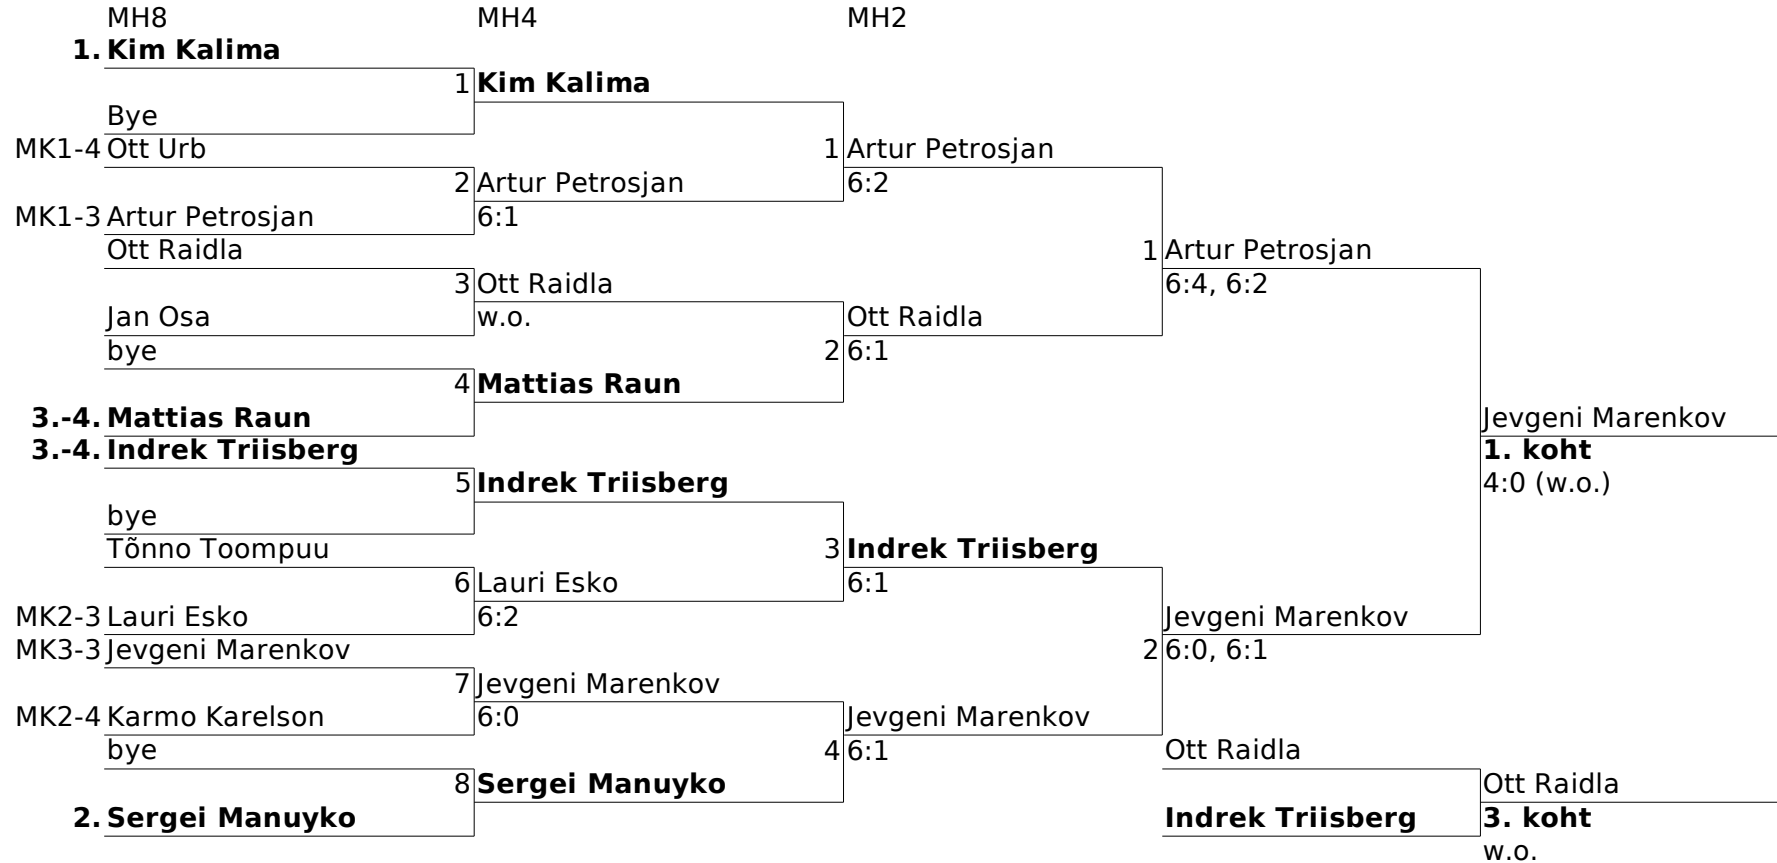 MH8 MH4 MH2
1. Kim Kalima
1 Kim Kalima
Bye
MK1-4 Ott Urb 1 Artur Petrosjan
2 Artur Petrosjan 6:2
MK1-3 Artur Petrosjan 6:1
Ott Raidla 1 Artur Petrosjan
3 Ott Raidla 6:4, 6:2
Jan Osa w.o. Ott Raidla
bye 2 6:1
4 Mattias Raun
3.-4. Mattias Raun Jevgeni Marenkov
3.-4. Indrek Triisberg 1. koht
5 Indrek Triisberg 4:0 (w.o.)
bye
Tõnno Toompuu 3 Indrek Triisberg
6 Lauri Esko 6:1
MK2-3 Lauri Esko 6:2 Jevgeni Marenkov
MK3-3 Jevgeni Marenkov 2 6:0, 6:1
7 Jevgeni Marenkov
MK2-4 Karmo Karelson 6:0 Jevgeni Marenkov
bye 4 6:1 Ott Raidla
8 Sergei Manuyko Ott Raidla
2. Sergei Manuyko Indrek Triisberg 3. koht
w.o.